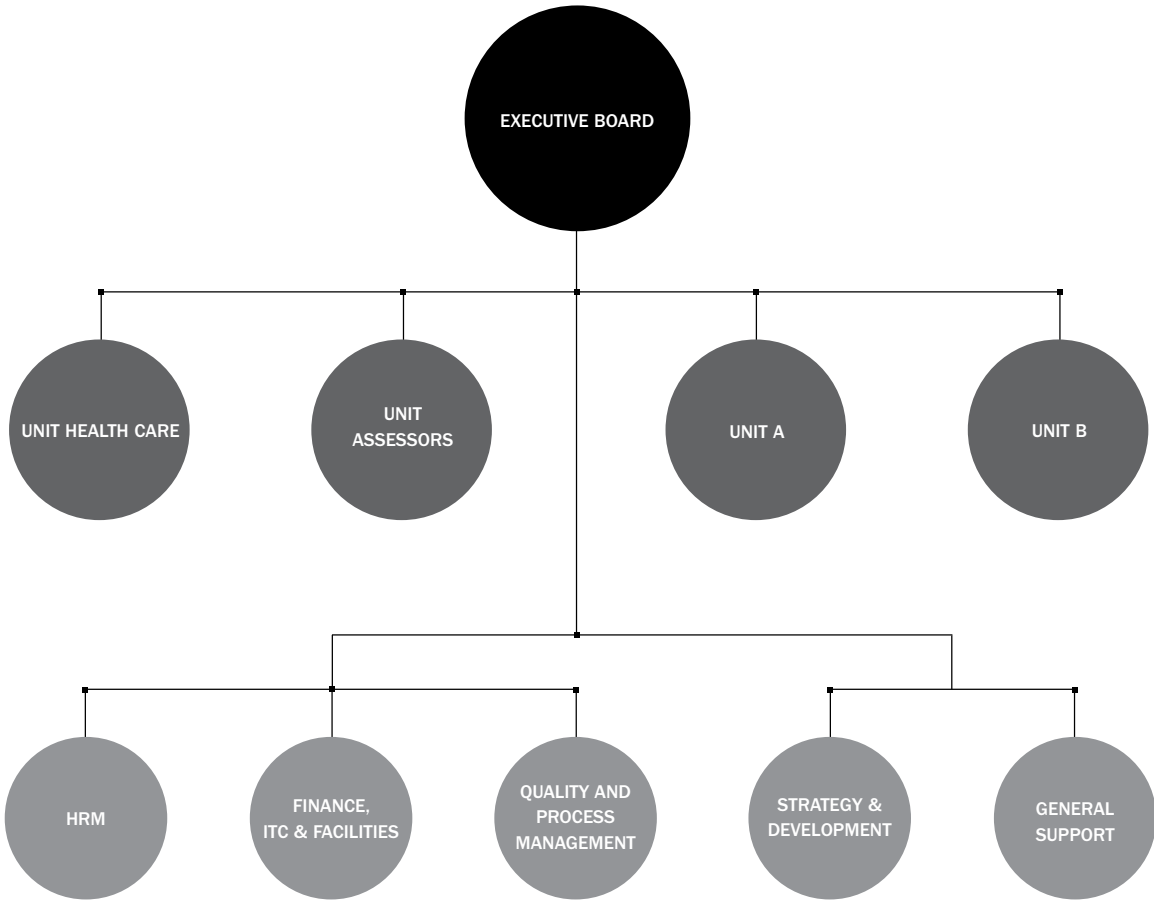 EXECUTIVE BOARD
UNIT HEALTH CARE
UNIT
ASSESSORS
UNIT A
UNIT B
HRM
FINANCE,
ITC & FACILITIES
QUALITY AND
PROCESS
MANAGEMENT
STRATEGY &
DEVELOPMENT
GENERAL
SUPPORT